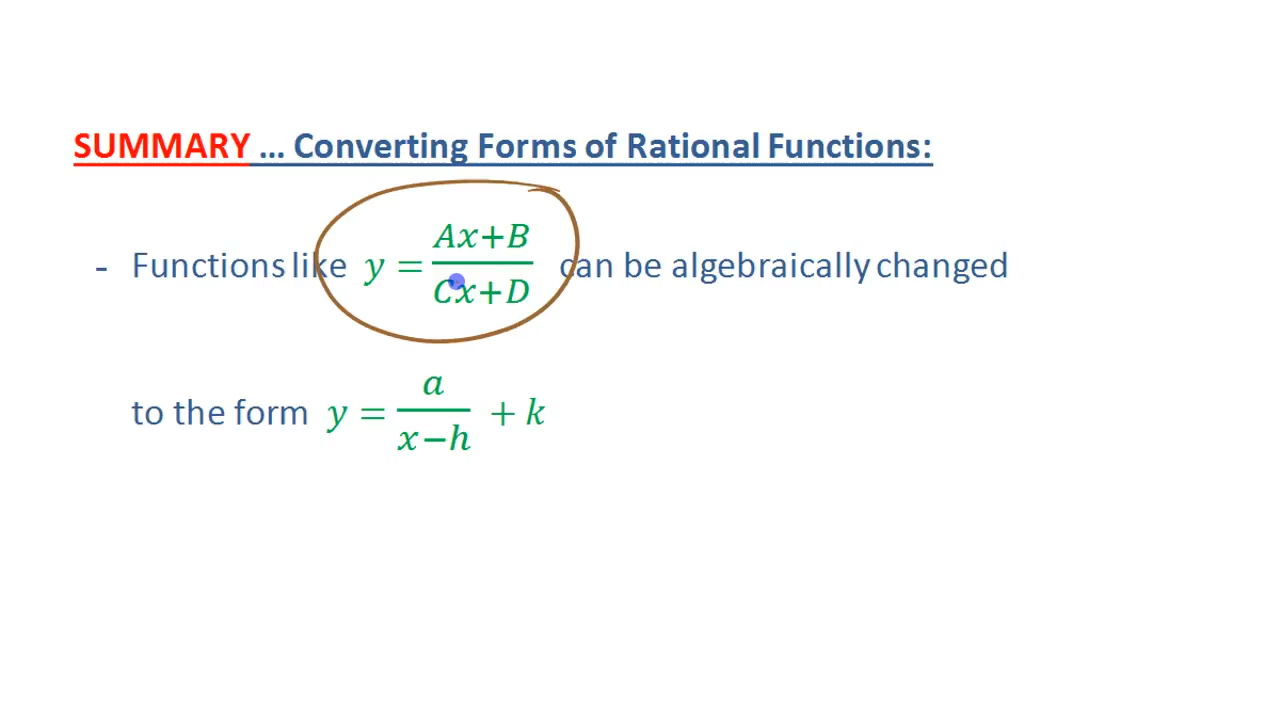 SUMMARY ... Converting Forms of Rational Functions:
- Functions like y = Ax+B / Cx+D can be algebraically changed
to the form y = a / x−h + k